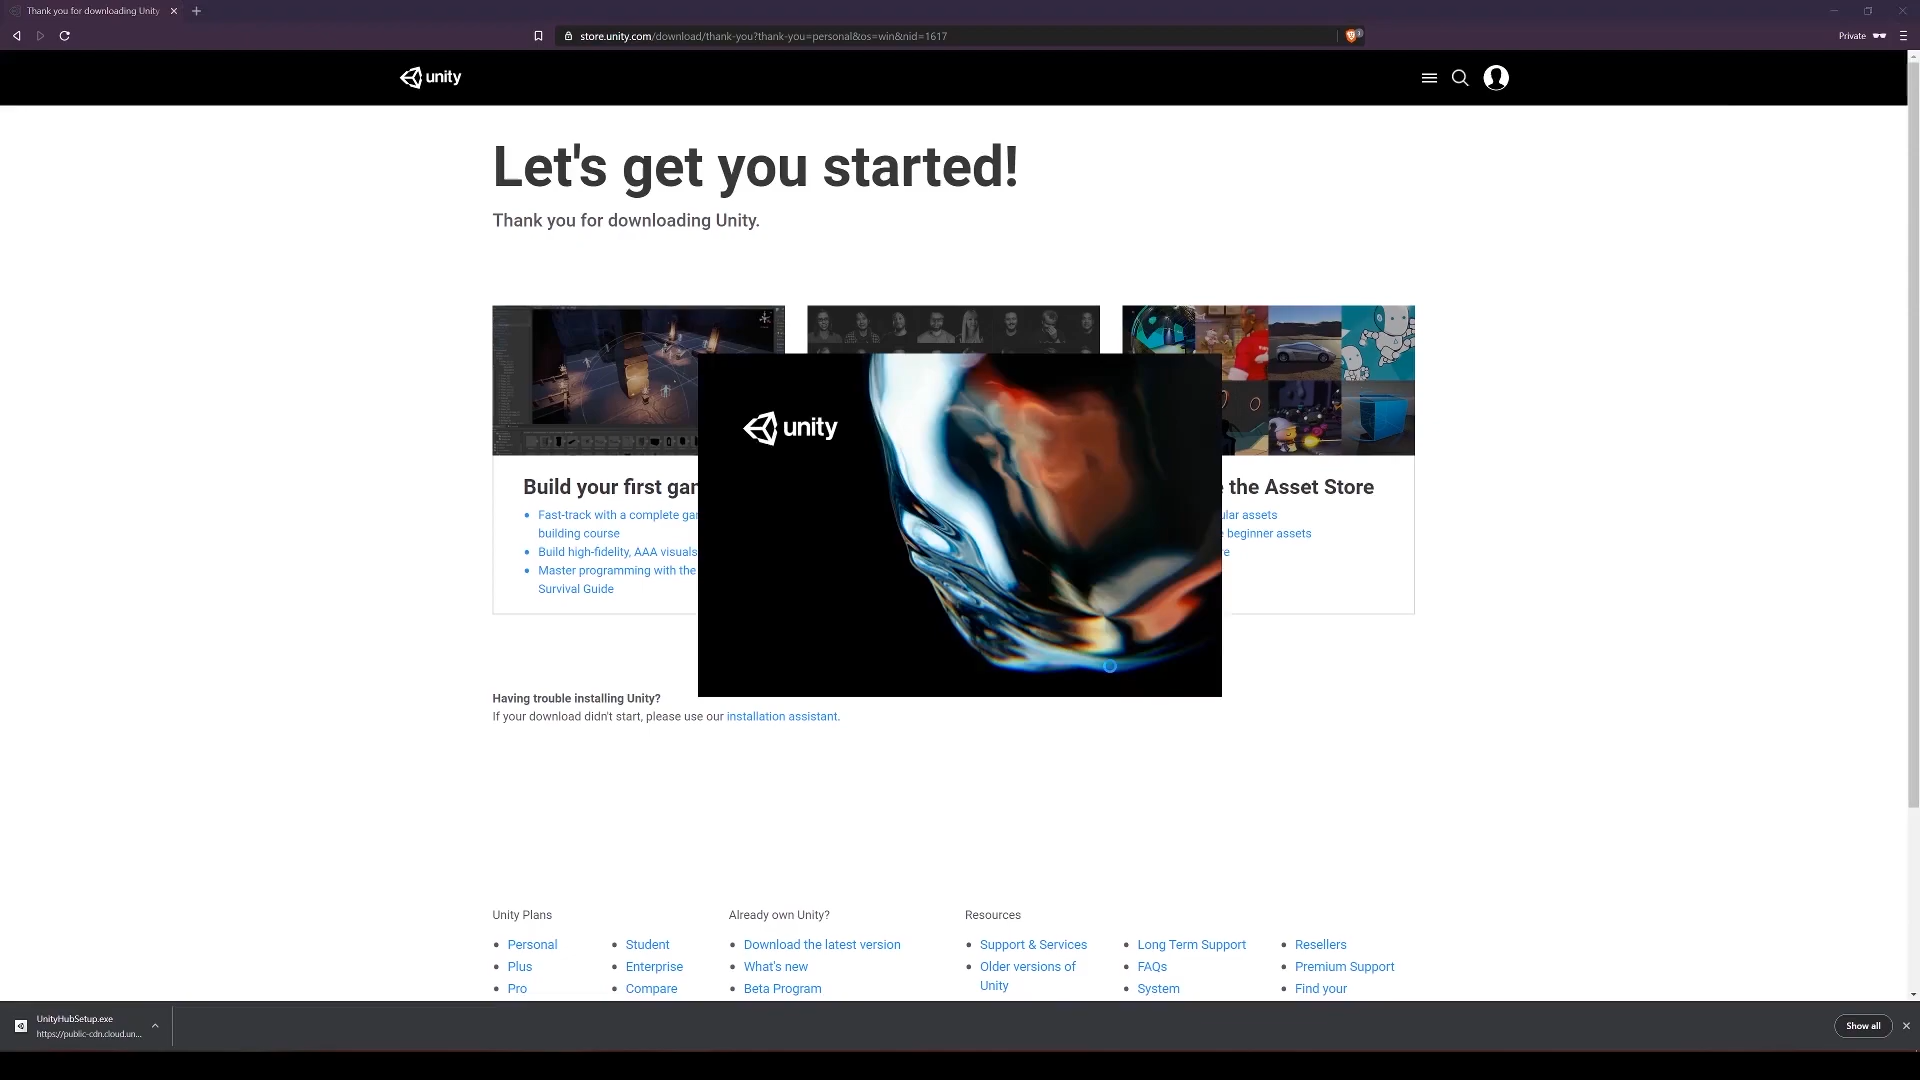 Thank you for downloading Unity
store.unity.com/download/thank-you?thank-you=personal&os=win&nid=1617
3
Private
unity
Let's get you started!
Thank you for downloading Unity.
unity
Build your first gar
Fast-track with a complete gar
building course
Build high-fidelity, AAA visuals
Master programming with the
Survival Guide
the Asset Store
ular assets
beginner assets
re
Having trouble installing Unity?
If your download didn't start, please use our installation assistant.
Unity Plans
Personal
Plus
Pro
Student
Enterprise
Compare
Already own Unity?
Download the latest version
What's new
Beta Program
Resources
Support & Services
Older versions of
Unity
Long Term Support
FAQs
System
Resellers
Premium Support
Find your
UnityHubSetup.exe
https://public-cdn.cloud.un...
Show all